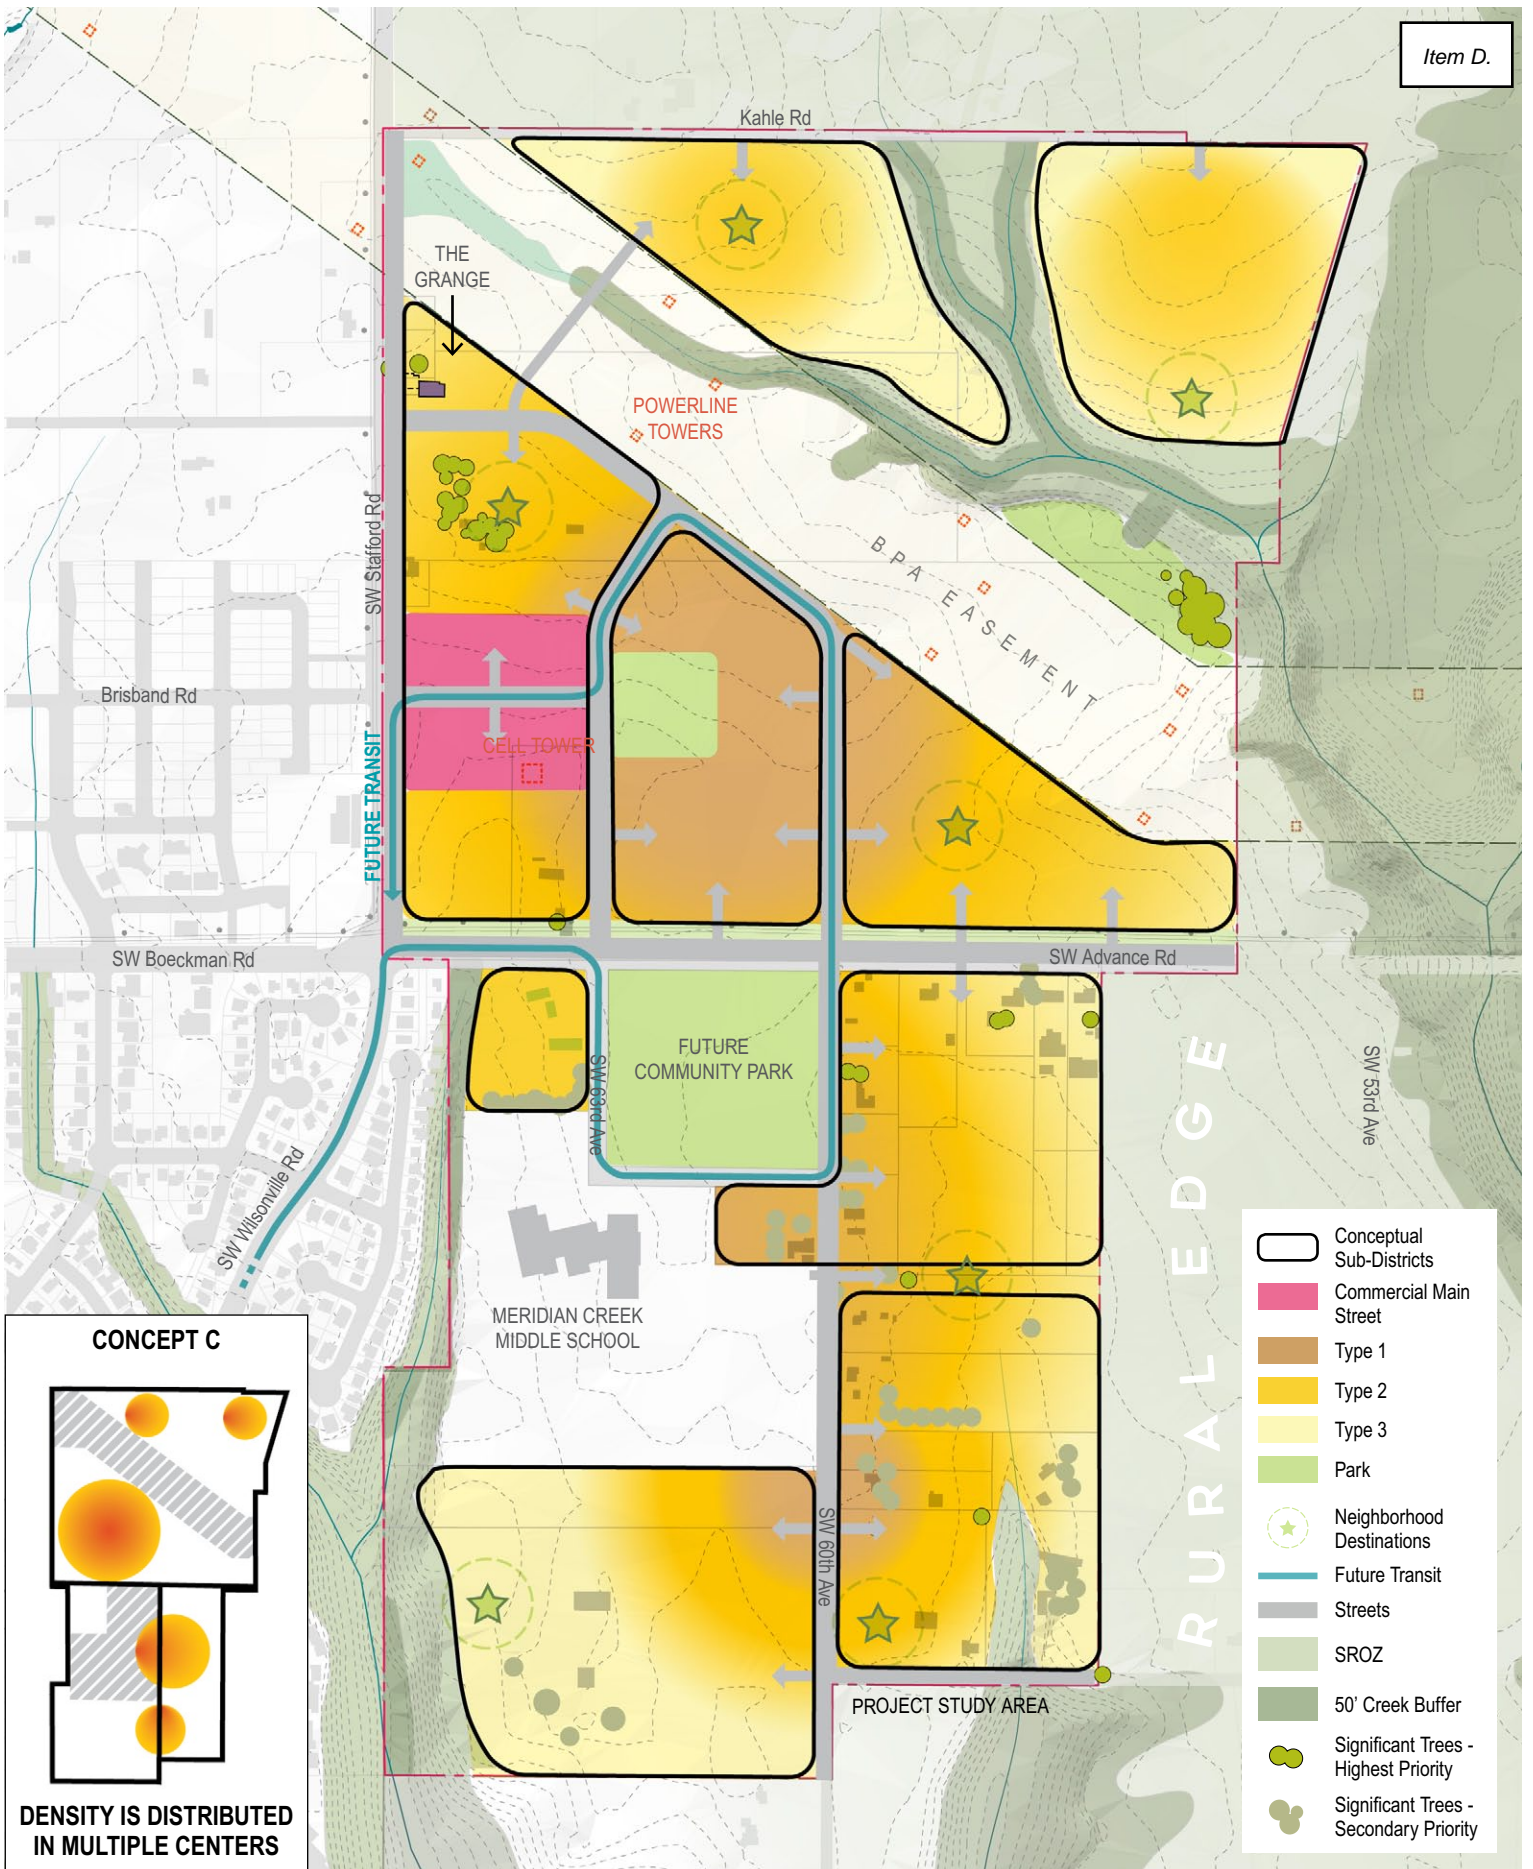 Item D.
Kahle Rd
THE
GRANGE
POWERLINE
TOWERS
SW Stafford Rd
BPA EASEMENT
Brisband Rd
CELL TOWER
FUTURE TRANSIT
SW Boeckman Rd
SW Advance Rd
FUTURE
COMMUNITY PARK
SW 63rd Ave
SW 53rd Ave
SW Wilsonville Rd
RURAL EDGE
MERIDIAN CREEK
MIDDLE SCHOOL
SW 60th Ave
PROJECT STUDY AREA
CONCEPT C
DENSITY IS DISTRIBUTED
IN MULTIPLE CENTERS
Conceptual
Sub-Districts
Commercial Main
Street
Type 1
Type 2
Type 3
Park
Neighborhood
Destinations
Future Transit
Streets
SROZ
50' Creek Buffer
Significant Trees -
Highest Priority
Significant Trees -
Secondary Priority